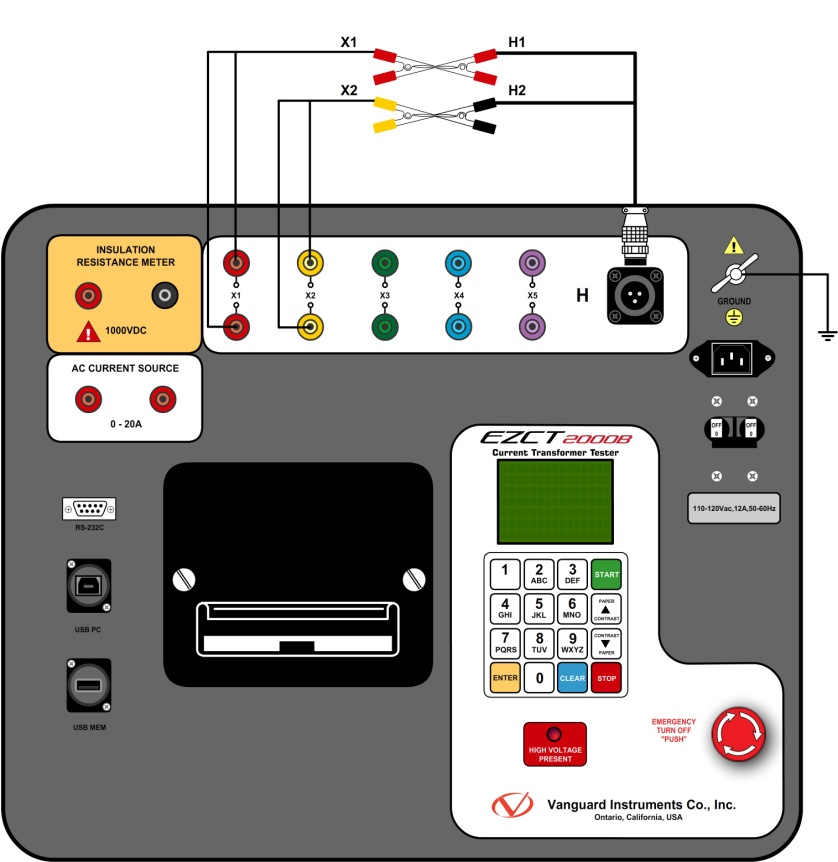 X1
H1
X2
H2
INSULATION
RESISTANCE METER
1000VDC
X1
X2
X3
X4
X5
H
GROUND
AC CURRENT SOURCE
0 - 20A
OFF
0
OFF
0
110-120Vac,12A,50-60Hz
EZCT 2000B
Current Transformer Tester
RS-232C
USB PC
USB MEM
1
2
ABC
3
DEF
START
4
GHI
5
JKL
6
MNO
PAPER
CONTRAST
7
PQRS
8
TUV
9
WXYZ
CONTRAST
PAPER
ENTER
0
CLEAR
STOP
HIGH VOLTAGE
PRESENT
EMERGENCY
TURN OFF
"PUSH"
Vanguard Instruments Co., Inc.
Ontario, California, USA